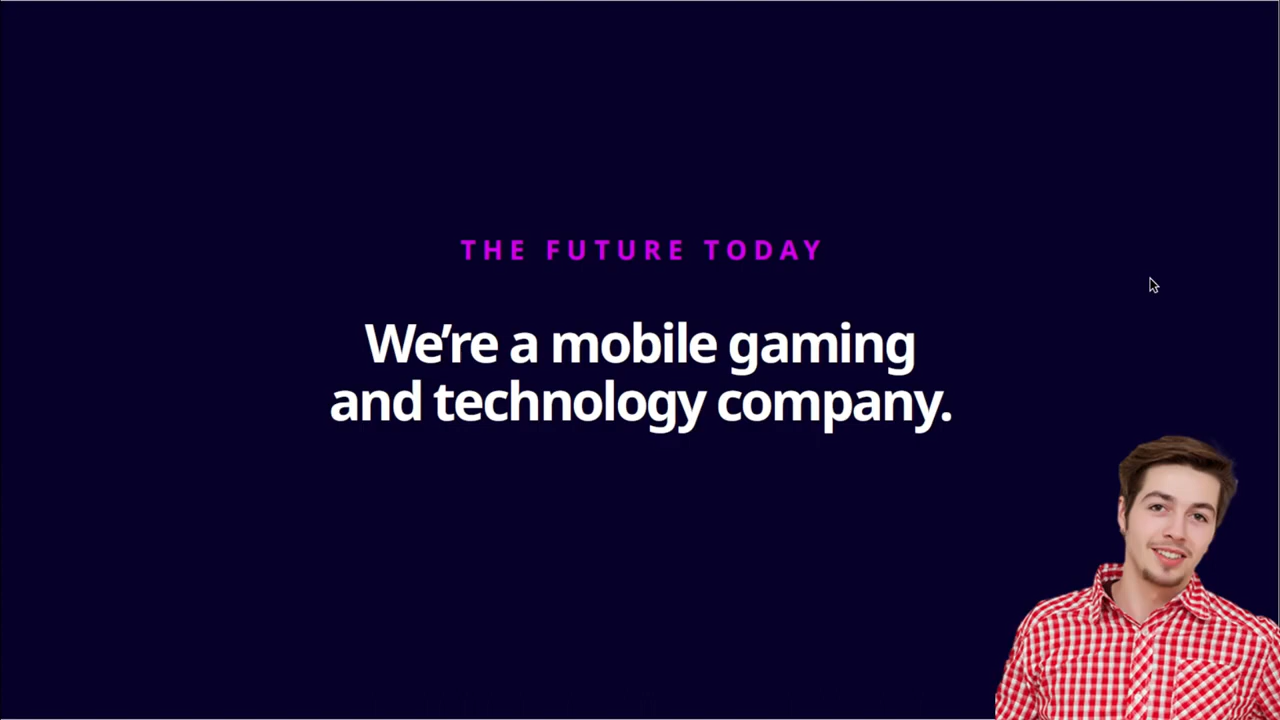 THE FUTURE TODAY
We’re a mobile gaming
and technology company.